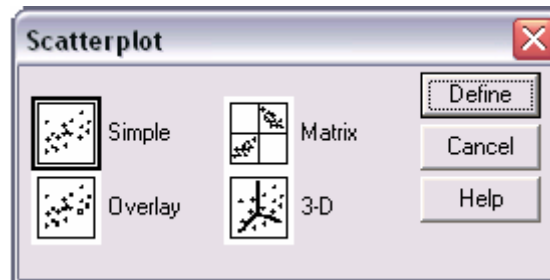 Scatterplot
Simple
Matrix
Overlay
3-D
Define
Cancel
Help